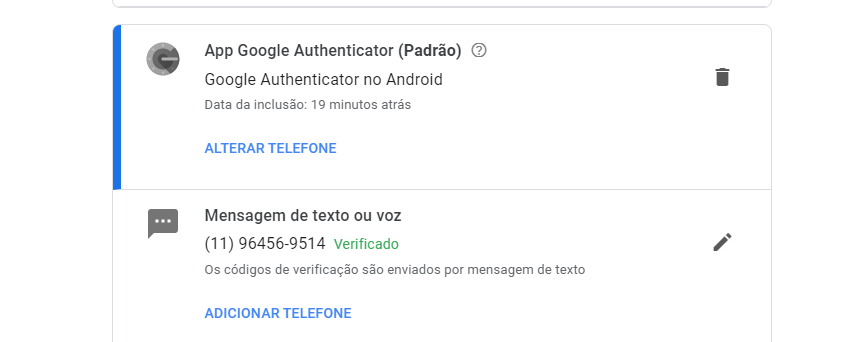 App Google Authenticator (Padrão)
Google Authenticator no Android
Data da inclusão: 19 minutos atrás
ALTERAR TELEFONE
Mensagem de texto ou voz
(11) 96456-9514 Verificado
Os códigos de verificação são enviados por mensagem de texto
ADICIONAR TELEFONE